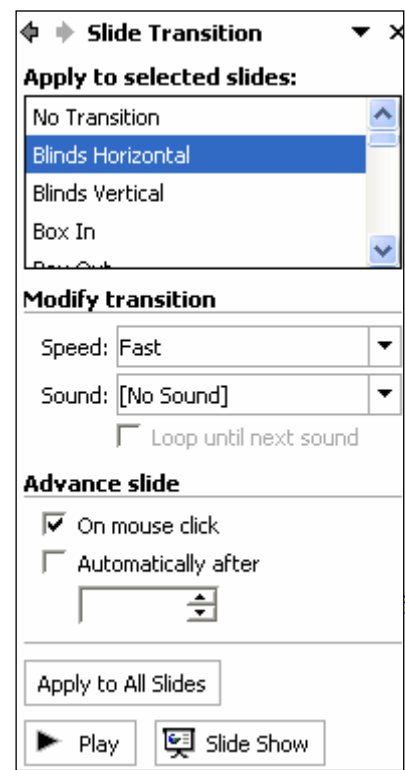 Slide Transition
Apply to selected slides:
No Transition
Blinds Horizontal
Blinds Vertical
Box In
Box Out
Modify transition
Speed: Fast
Sound: [No Sound]
Loop until next sound
Advance slide
On mouse click
Automatically after
Apply to All Slides
Play Slide Show